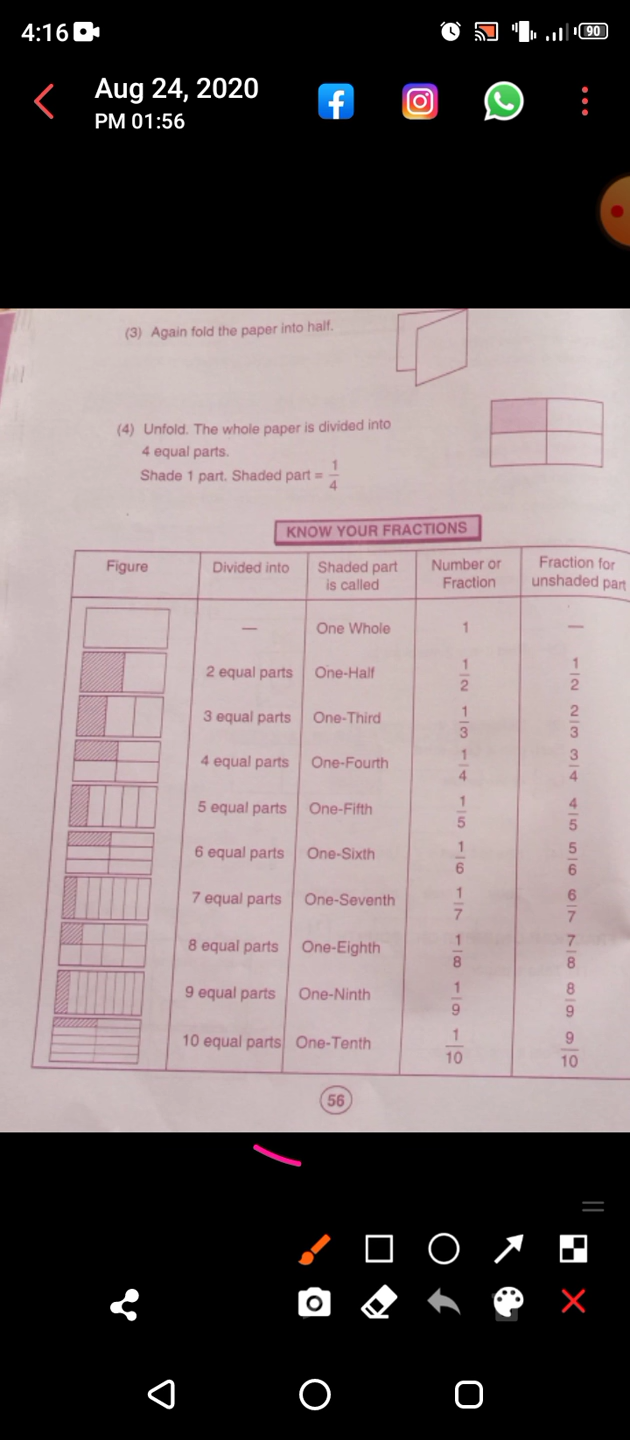 4:16
90
Aug 24, 2020
PM 01:56
(3) Again fold the paper into half.
(4) Unfold. The whole paper is divided into
4 equal parts.
Shade 1 part. Shaded part = 1/4
KNOW YOUR FRACTIONS
Figure Divided into Shaded part is called Number or Fraction Fraction for unshaded part
— One Whole 1 —
2 equal parts One-Half 1/2 1/2
3 equal parts One-Third 1/3 2/3
4 equal parts One-Fourth 1/4 3/4
5 equal parts One-Fifth 1/5 4/5
6 equal parts One-Sixth 1/6 5/6
7 equal parts One-Seventh 1/7 6/7
8 equal parts One-Eighth 1/8 7/8
9 equal parts One-Ninth 1/9 8/9
10 equal parts One-Tenth 1/10 9/10
56